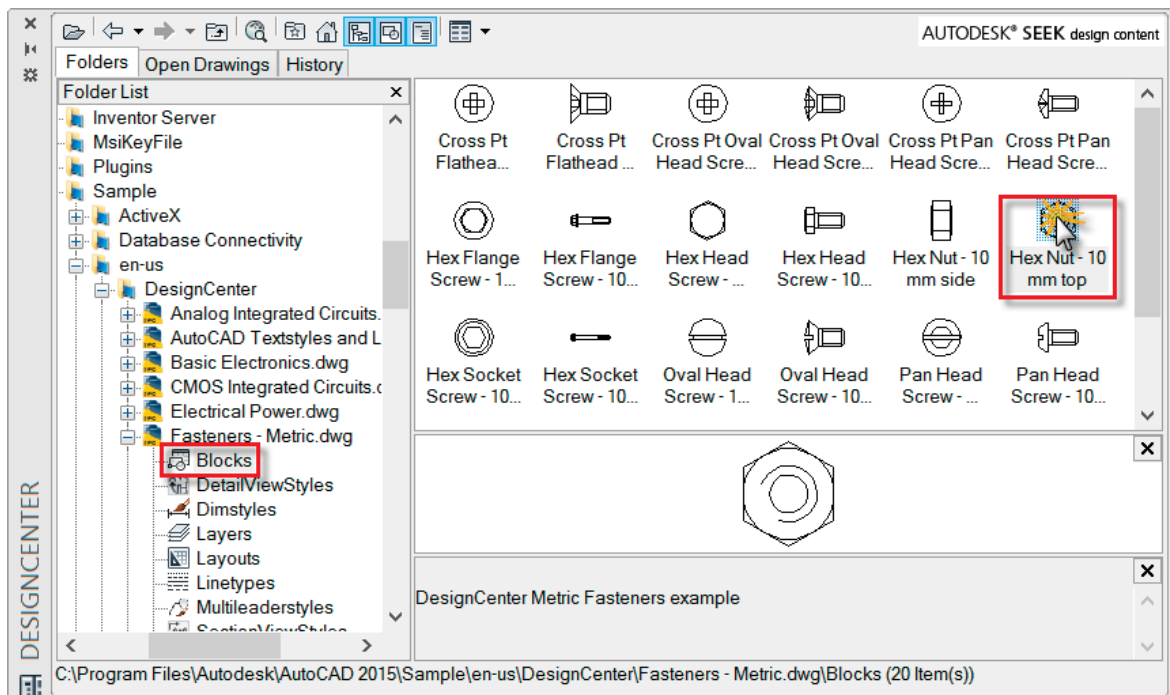 AUTODESK® SEEK design content
Folders
Open Drawings
History
Folder List
Inventor Server
MsiKeyFile
Plugins
Sample
ActiveX
Database Connectivity
en-us
DesignCenter
Analog Integrated Circuits.
AutoCAD Textstyles and L
Basic Electronics.dwg
CMOS Integrated Circuits.
Electrical Power.dwg
Fasteners - Metric.dwg
Blocks
DetailViewStyles
Dimstyles
Layers
Layouts
Linetypes
Multileaderstyles
SectionViewStyles
Cross Pt
Flathea...
Cross Pt
Flathead ...
Cross Pt Oval
Head Scre...
Cross Pt Oval
Head Scre...
Cross Pt Pan
Head Scre...
Cross Pt Pan
Head Scre...
Hex Flange
Screw - 1...
Hex Flange
Screw - 10...
Hex Head
Screw - ...
Hex Head
Screw - 10...
Hex Nut - 10
mm side
Hex Nut - 10
mm top
Hex Socket
Screw - 10...
Hex Socket
Screw - 10...
Oval Head
Screw - 1...
Oval Head
Screw - 10...
Pan Head
Screw - ...
Pan Head
Screw - 10...
DesignCenter Metric Fasteners example
DESIGNCENTER
C:\Program Files\Autodesk\AutoCAD 2015\Sample\en-us\DesignCenter\Fasteners - Metric.dwg\Blocks (20 Item(s))